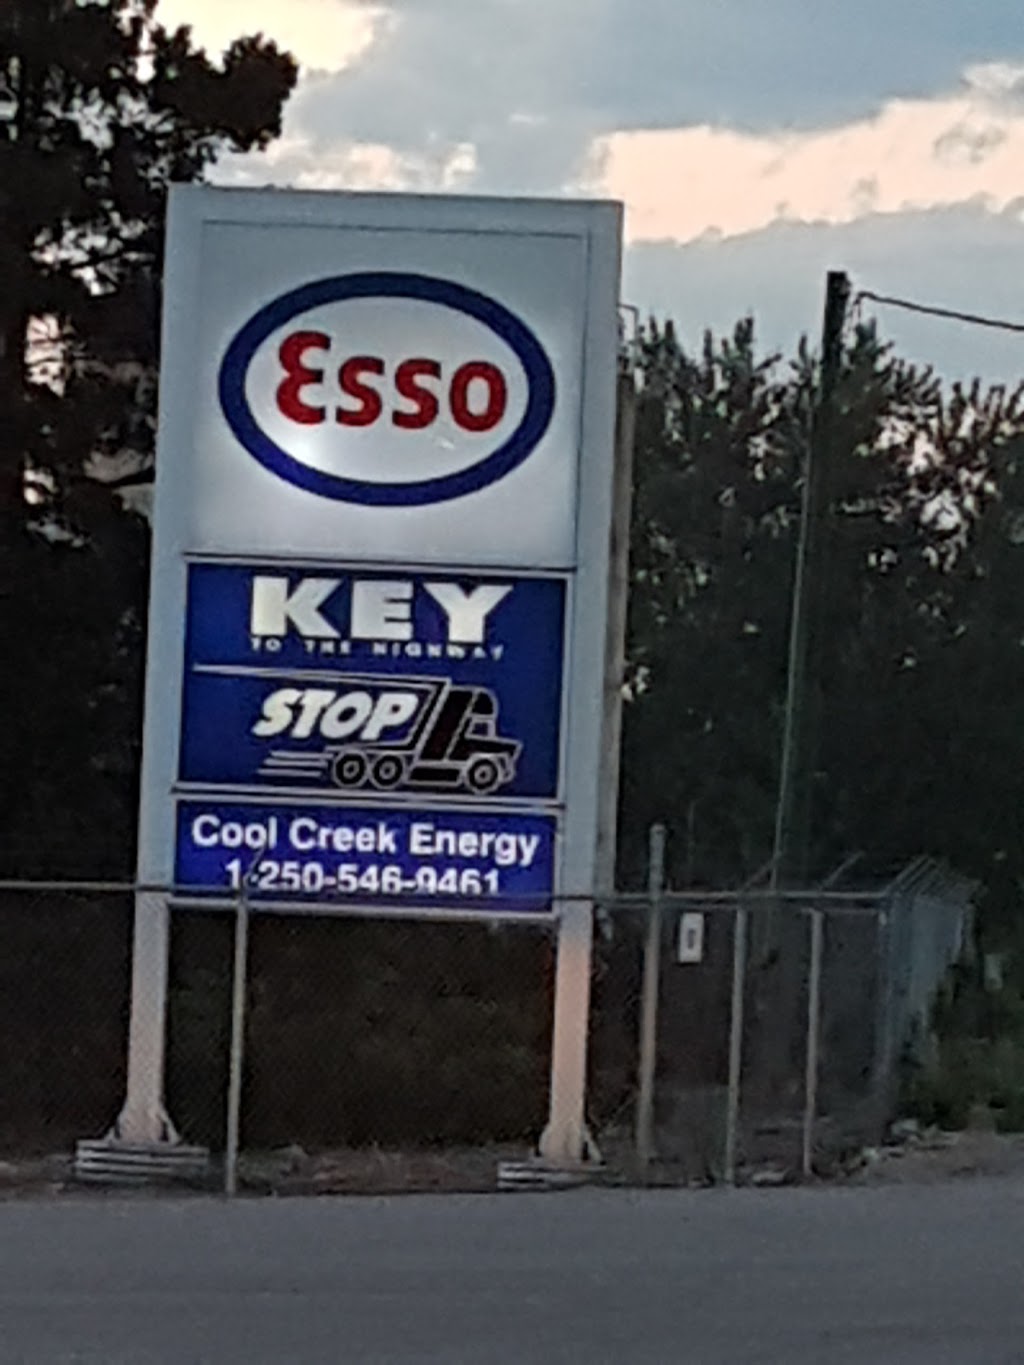 Esso
KEY
TO THE HIGHWAY
STOP
Cool Creek Energy
1-250-546-9461